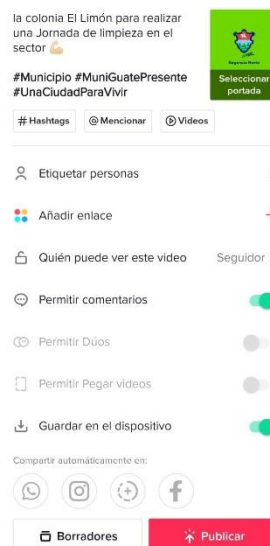 la colonia El Limón para realizar
una Jornada de limpieza en el
sector
#Municipio #MuniGuatePresente
#UnaCiudadParaVivir
Seleccionar
portada
# Hashtags
@ Mencionar
Videos
Etiquetar personas
Añadir enlace
Quién puede ver este video
Seguidor
Permitir comentarios
Permitir Dúos
Permitir Pegar videos
Guardar en el dispositivo
Compartir automáticamente en:
Borradores
Publicar